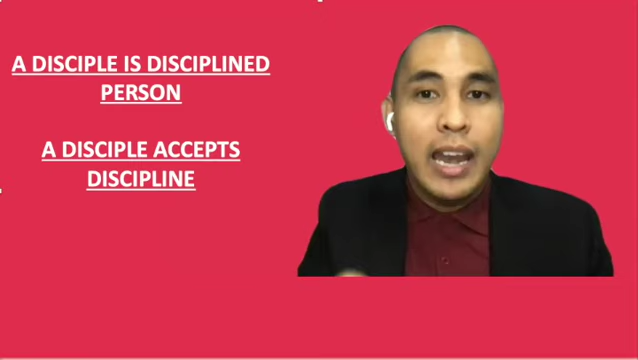 A DISCIPLE IS DISCIPLINED
PERSON
A DISCIPLE ACCEPTS
DISCIPLINE